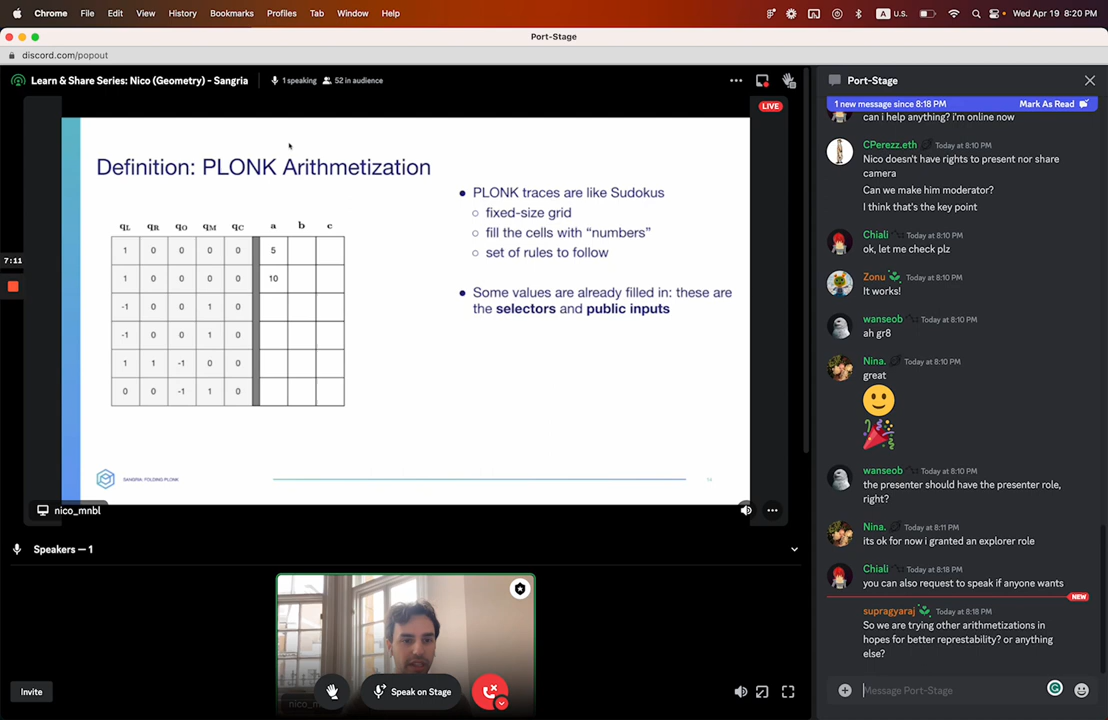 Chrome File Edit View History Bookmarks Profiles Tab Window Help
A U.S. Wed Apr 19 8:20 PM
Port-Stage
discord.com/popout
Learn & Share Series: Nico (Geometry) - Sangria 1 speaking 52 in audience
LIVE
Definition: PLONK Arithmetization
qL qR qO qM qC a b c
1 0 0 0 0 5
1 0 0 0 0 10
-1 0 0 1 0
-1 0 0 1 0
1 1 -1 0 0
0 0 -1 1 0
● PLONK traces are like Sudokus
○ fixed-size grid
○ fill the cells with “numbers”
○ set of rules to follow
● Some values are already filled in: these are
the selectors and public inputs
SANGRIA: FOLDING PLONK
7:11
nico_mnbl
Speakers — 1
Invite
Speak on Stage
Port-Stage
1 new message since 8:18 PM Mark As Read
can i help anything? i'm online now
CPerezz.eth Today at 8:10 PM
Nico doesn't have rights to present nor share
camera
Can we make him moderator?
I think that's the key point
Chiali Today at 8:10 PM
ok, let me check plz
Zonu Today at 8:10 PM
It works!
wanseob Today at 8:10 PM
ah gr8
Nina. Today at 8:10 PM
great
wanseob Today at 8:10 PM
the presenter should have the presenter role,
right?
Nina. Today at 8:11 PM
its ok for now i granted an explorer role
Chiali Today at 8:18 PM
you can also request to speak if anyone wants
NEW
supragyaraj Today at 8:18 PM
So we are trying other arithmetizations in
hopes for better represtability? or anything
else?
Message Port-Stage